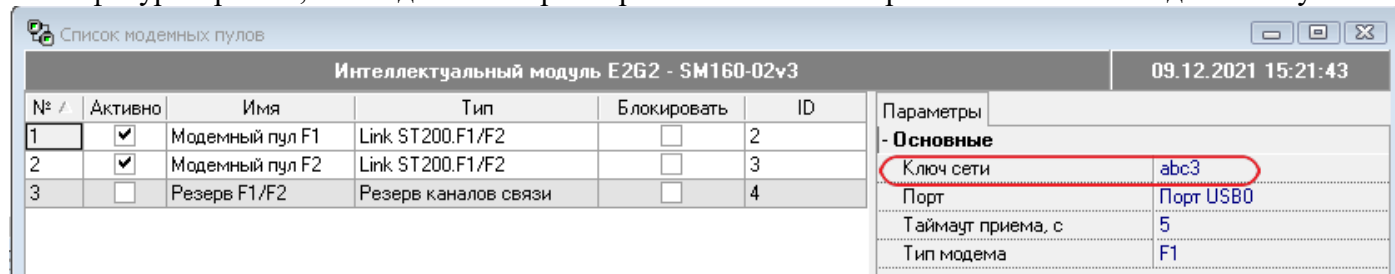 Список модемных пулов
Интеллектуальный модуль E2G2 - SM160-02v3 09.12.2021 15:21:43
№ Активно Имя Тип Блокировать ID
1 Модемный пул F1 Link ST200.F1/F2 2
2 Модемный пул F2 Link ST200.F1/F2 3
3 Резерв F1/F2 Резерв каналов связи 4
Параметры
- Основные
Ключ сети abc3
Порт Порт USB0
Таймаут приема, с 5
Тип модема F1